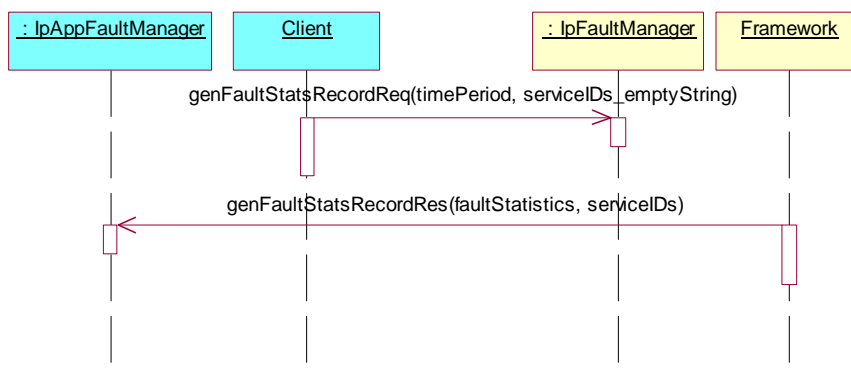 : IpAppFaultManager
Client
: IpFaultManager
Framework
genFaultStatsRecordReq(timePeriod, serviceIDs_emptyString)
genFaultStatsRecordRes(faultStatistics, serviceIDs)